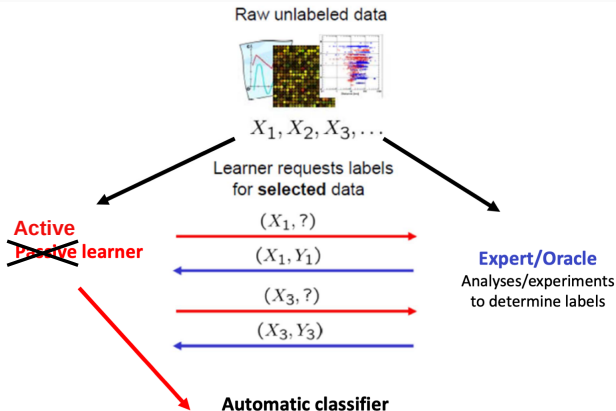 Raw unlabeled data
X₁, X₂, X₃, ...
Learner requests labels
for selected data
Active
Passive learner
(X₁, ?)
(X₁, Y₁)
(X₃, ?)
(X₃, Y₃)
Expert/Oracle
Analyses/experiments
to determine labels
Automatic classifier